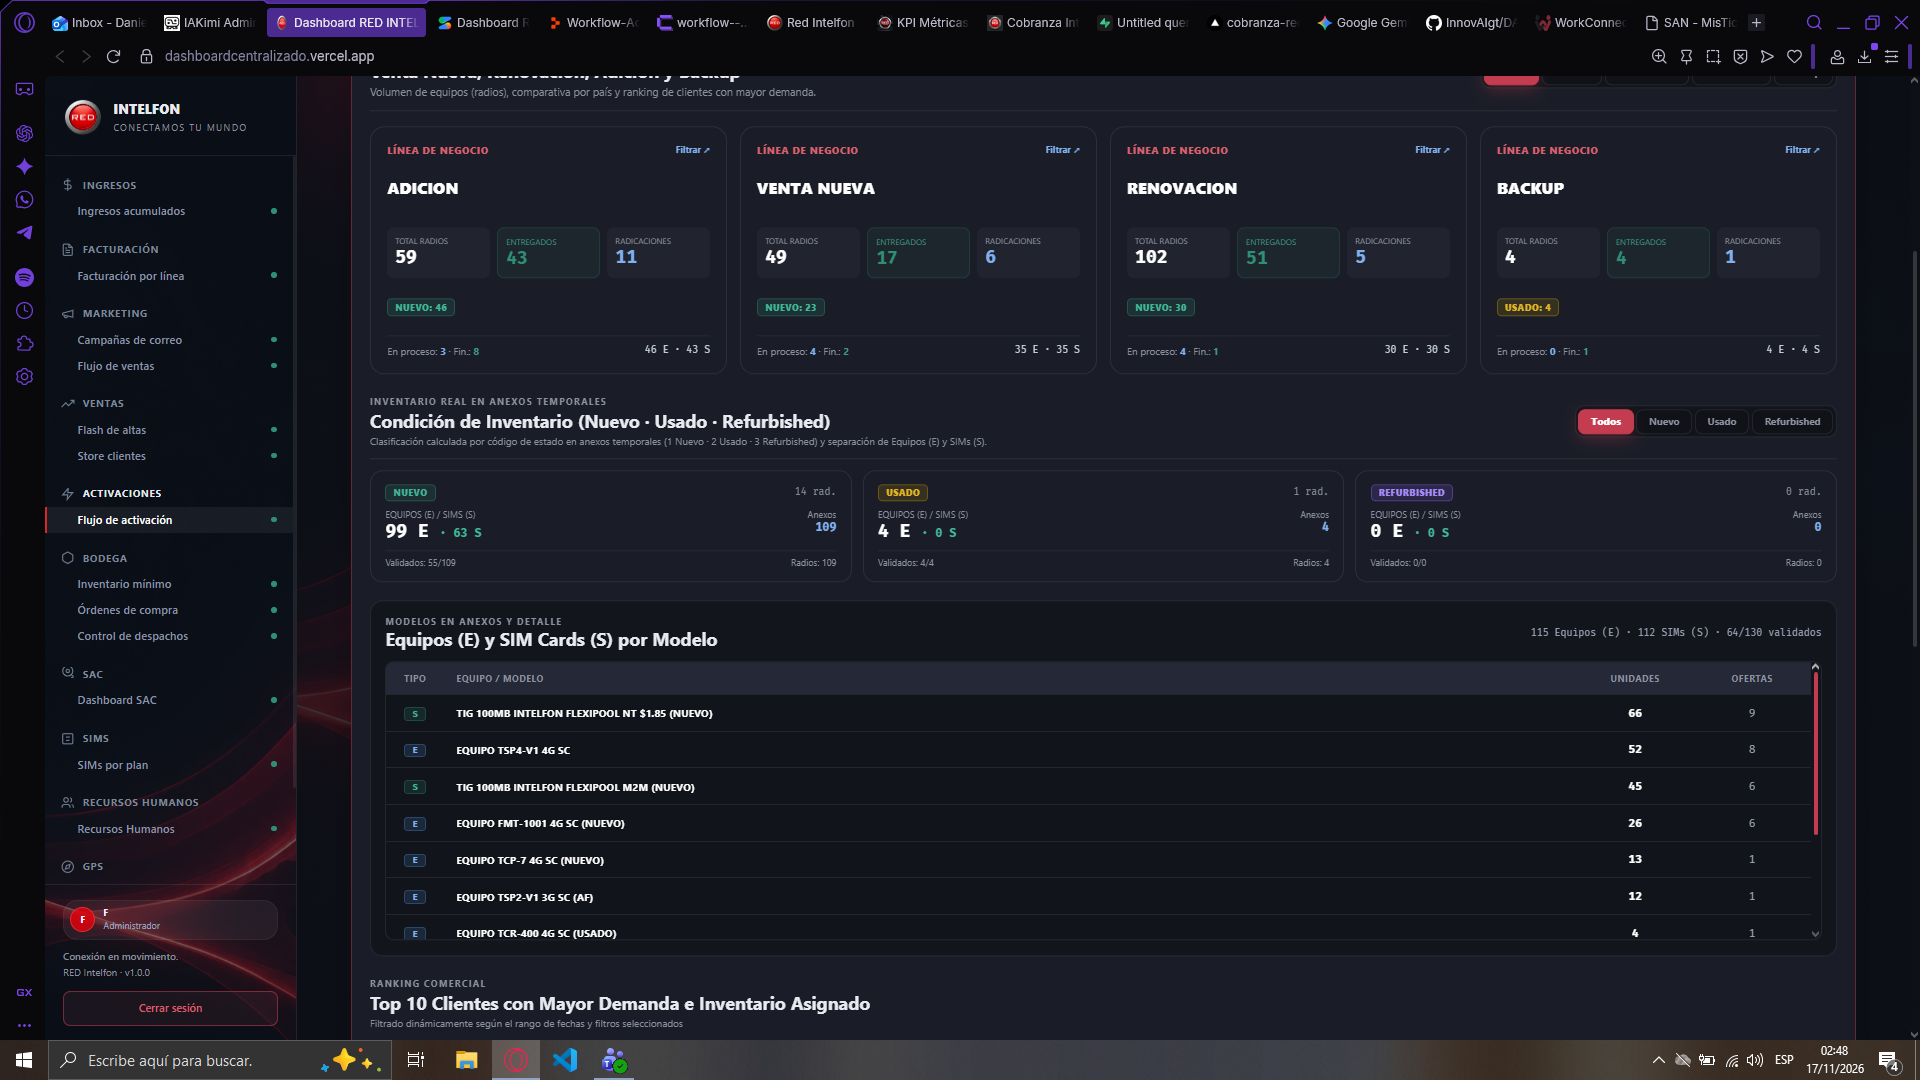 Inbox - Danie
IAKimi Admin
Dashboard RED INTEL
Dashboard R
Workflow-Ac
workflow--...
Red Intelfon
KPI Métricas
Cobranza Int
Untitled que
cobranza-re
Google Gem
InnovAIgt/DA
WorkConnec
SAN - MisTic
dashboardcentralizado.vercel.app
RED
INTELFON
CONECTAMOS TU MUNDO
INGRESOS
Ingresos acumulados
FACTURACIÓN
Facturación por línea
MARKETING
Campañas de correo
Flujo de ventas
VENTAS
Flash de altas
Store clientes
ACTIVACIONES
Flujo de activación
BODEGA
Inventario mínimo
Órdenes de compra
Control de despachos
SAC
Dashboard SAC
SIMS
SIMs por plan
RECURSOS HUMANOS
Recursos Humanos
GPS
F
F
Administrador
Conexión en movimiento.
RED Intelfon · v1.0.0
Cerrar sesión
GX
Venta Nueva, Renovación, Adición y Backup
Volumen de equipos (radios), comparativa por país y ranking de clientes con mayor demanda.
LÍNEA DE NEGOCIO
Filtrar ↗
ADICION
TOTAL RADIOS
59
ENTREGADOS
43
RADICACIONES
11
NUEVO: 46
En proceso: 3 · Fin.: 8
46 E · 43 S
LÍNEA DE NEGOCIO
Filtrar ↗
VENTA NUEVA
TOTAL RADIOS
49
ENTREGADOS
17
RADICACIONES
6
NUEVO: 23
En proceso: 4 · Fin.: 2
35 E · 35 S
LÍNEA DE NEGOCIO
Filtrar ↗
RENOVACION
TOTAL RADIOS
102
ENTREGADOS
51
RADICACIONES
5
NUEVO: 30
En proceso: 4 · Fin.: 1
30 E · 30 S
LÍNEA DE NEGOCIO
Filtrar ↗
BACKUP
TOTAL RADIOS
4
ENTREGADOS
4
RADICACIONES
1
USADO: 4
En proceso: 0 · Fin.: 1
4 E · 4 S
INVENTARIO REAL EN ANEXOS TEMPORALES
Condición de Inventario (Nuevo · Usado · Refurbished)
Clasificación calculada por código de estado en anexos temporales (1 Nuevo · 2 Usado · 3 Refurbished) y separación de Equipos (E) y SIMs (S).
Todos
Nuevo
Usado
Refurbished
NUEVO
14 rad.
EQUIPOS (E) / SIMS (S)
Anexos
99 E · 63 S
109
Validados: 55/109
Radios: 109
USADO
1 rad.
EQUIPOS (E) / SIMS (S)
Anexos
4 E · 0 S
4
Validados: 4/4
Radios: 4
REFURBISHED
0 rad.
EQUIPOS (E) / SIMS (S)
Anexos
0 E · 0 S
0
Validados: 0/0
Radios: 0
MODELOS EN ANEXOS Y DETALLE
Equipos (E) y SIM Cards (S) por Modelo
115 Equipos (E) · 112 SIMs (S) · 64/130 validados
TIPO EQUIPO / MODELO UNIDADES OFERTAS
S TIG 100MB INTELFON FLEXIPOOL NT $1.85 (NUEVO) 66 9
E EQUIPO TSP4-V1 4G SC 52 8
S TIG 100MB INTELFON FLEXIPOOL M2M (NUEVO) 45 6
E EQUIPO FMT-1001 4G SC (NUEVO) 26 6
E EQUIPO TCP-7 4G SC (NUEVO) 13 1
E EQUIPO TSP2-V1 3G SC (AF) 12 1
E EQUIPO TCR-400 4G SC (USADO) 4 1
RANKING COMERCIAL
Top 10 Clientes con Mayor Demanda e Inventario Asignado
Filtrado dinámicamente según el rango de fechas y filtros seleccionados
Escribe aquí para buscar.
ESP
02:48
17/11/2026
4